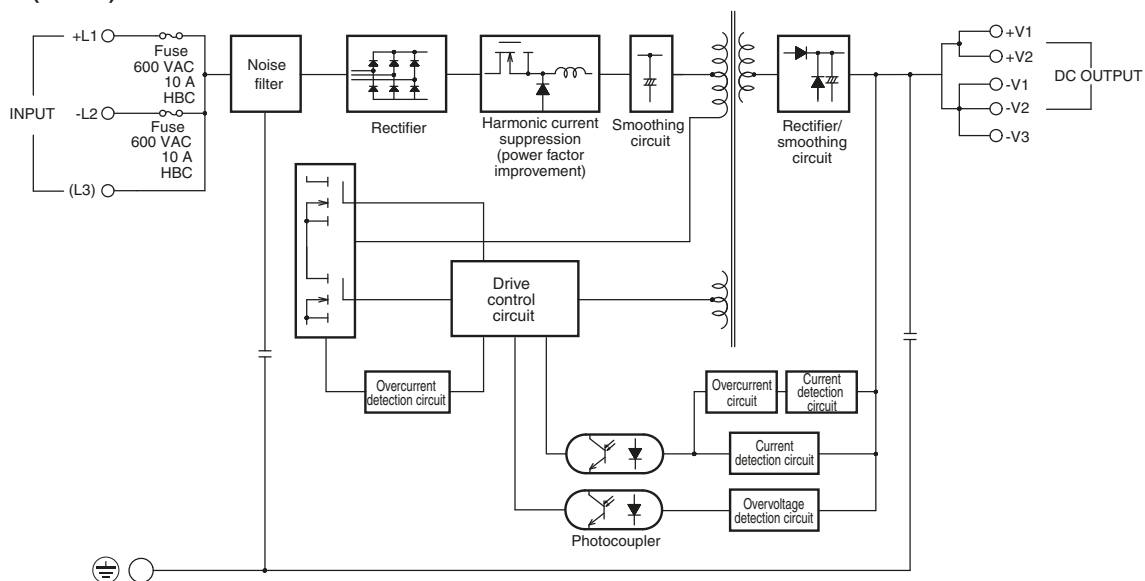 +L1
Fuse
600 VAC
10 A
HBC
INPUT
-L2
Fuse
600 VAC
10 A
HBC
(L3)
Noise
filter
Rectifier
Harmonic current
suppression
(power factor
improvement)
Smoothing
circuit
Rectifier/
smoothing
circuit
+V1
+V2
-V1
-V2
-V3
DC OUTPUT
Drive
control
circuit
Overcurrent
detection circuit
Overcurrent
circuit
Current
detection
circuit
Current
detection circuit
Overvoltage
detection circuit
Photocoupler